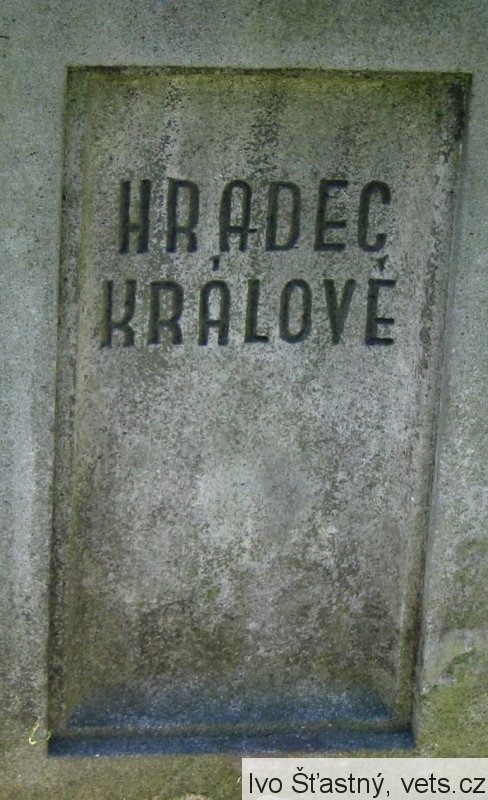 HRADEC
KRÁLOVÉ
Ivo Šťastný, vets.cz